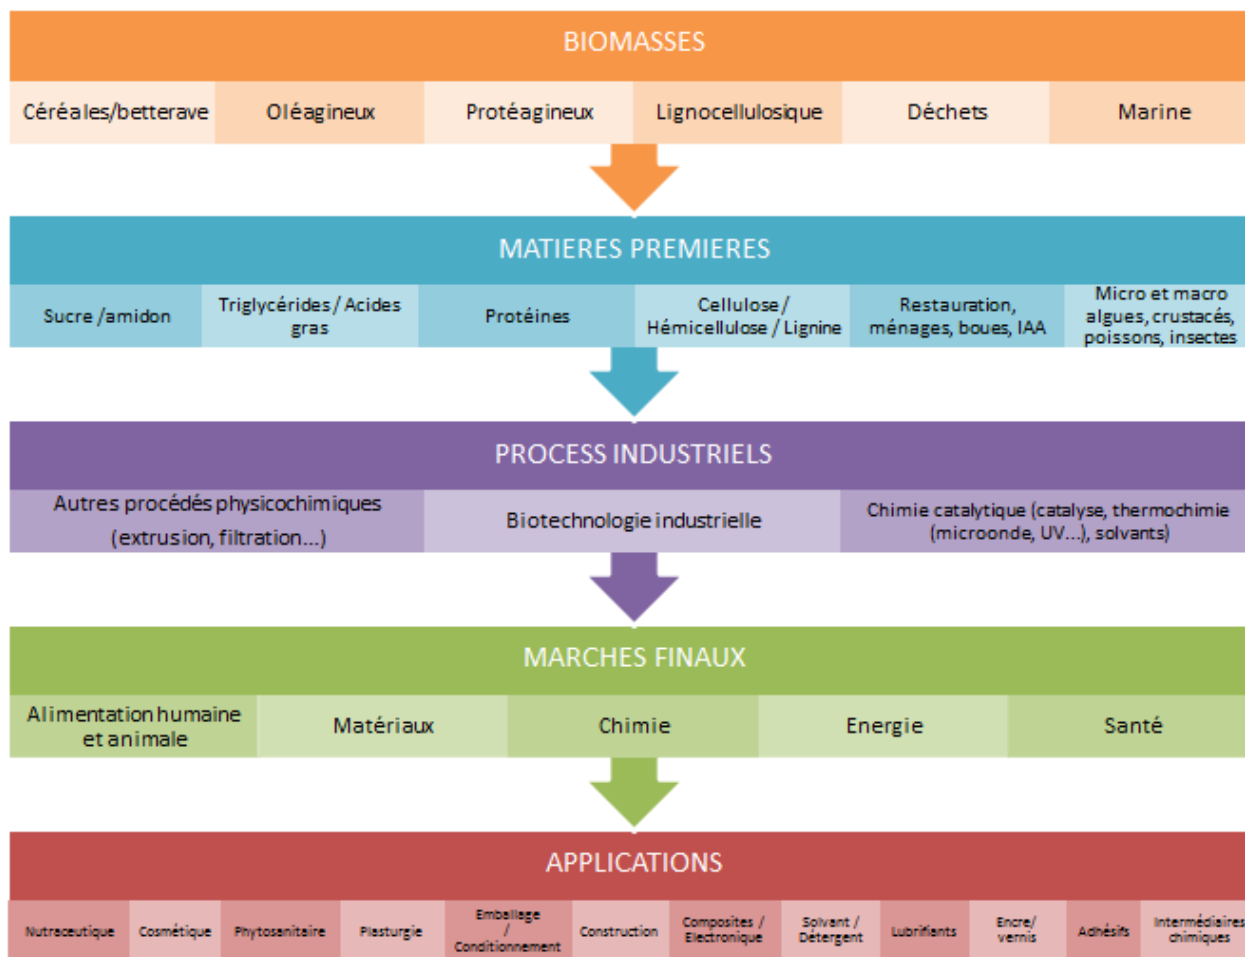 BIOMASSES
Céréales/betterave
Oléagineux
Protéagineux
Lignocellulosique
Déchets
Marine
MATIERES PREMIERES
Sucre /amidon
Triglycérides / Acides
gras
Protéines
Cellulose /
Hémicellulose / Lignine
Restauration,
ménages, boues, IAA
Micro et macro
algues, crustacés,
poissons, insectes
PROCESS INDUSTRIELS
Autres procédés physicochimiques
(extrusion, filtration...)
Biotechnologie industrielle
Chimie catalytique (catalyse, thermochimie
(microonde, UV...), solvants)
MARCHES FINAUX
Alimentation humaine
et animale
Matériaux
Chimie
Energie
Santé
APPLICATIONS
Nutraceutique
Cosmétique
Phytosanitaire
Plasturgie
Emballage
/
Conditionnement
Construction
Composites /
Electronique
Solvant /
Détergent
Lubrifiants
Encre/
vernis
Adhésifs
Intermédiaires
chimiques